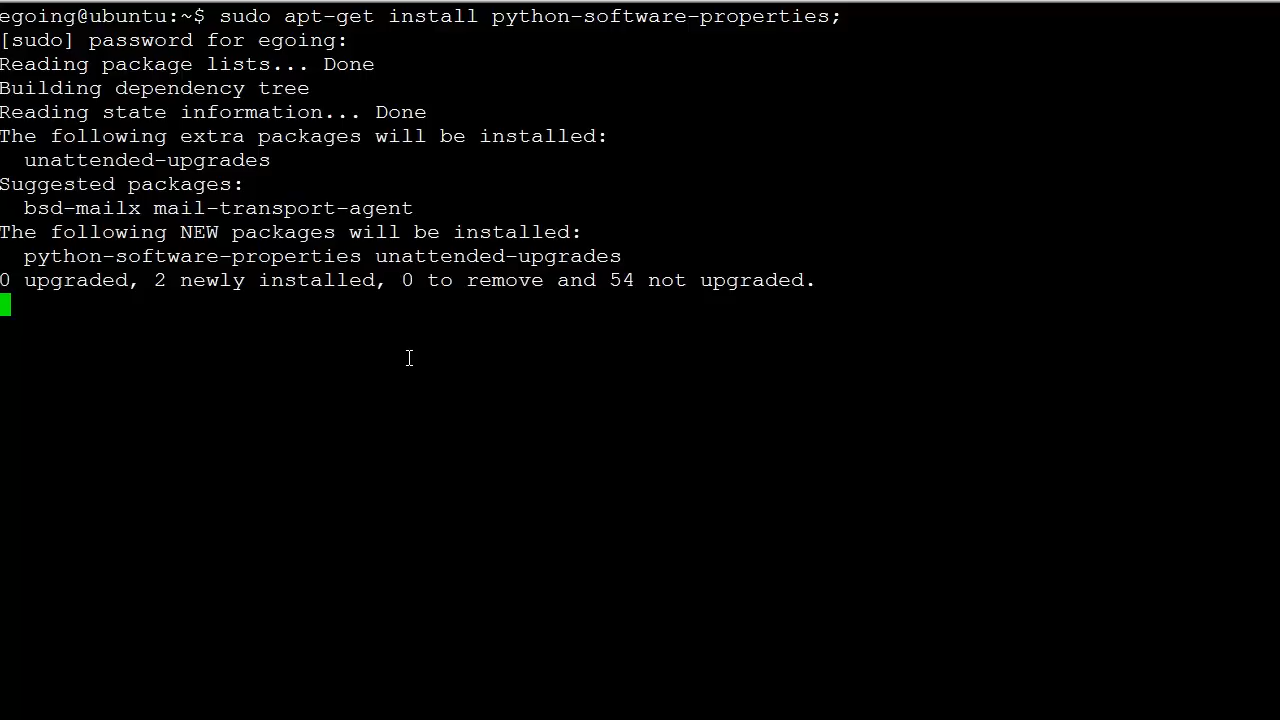 egoing@ubuntu:~$ sudo apt-get install python-software-properties;
[sudo] password for egoing:
Reading package lists... Done
Building dependency tree
Reading state information... Done
The following extra packages will be installed:
  unattended-upgrades
Suggested packages:
  bsd-mailx mail-transport-agent
The following NEW packages will be installed:
  python-software-properties unattended-upgrades
0 upgraded, 2 newly installed, 0 to remove and 54 not upgraded.